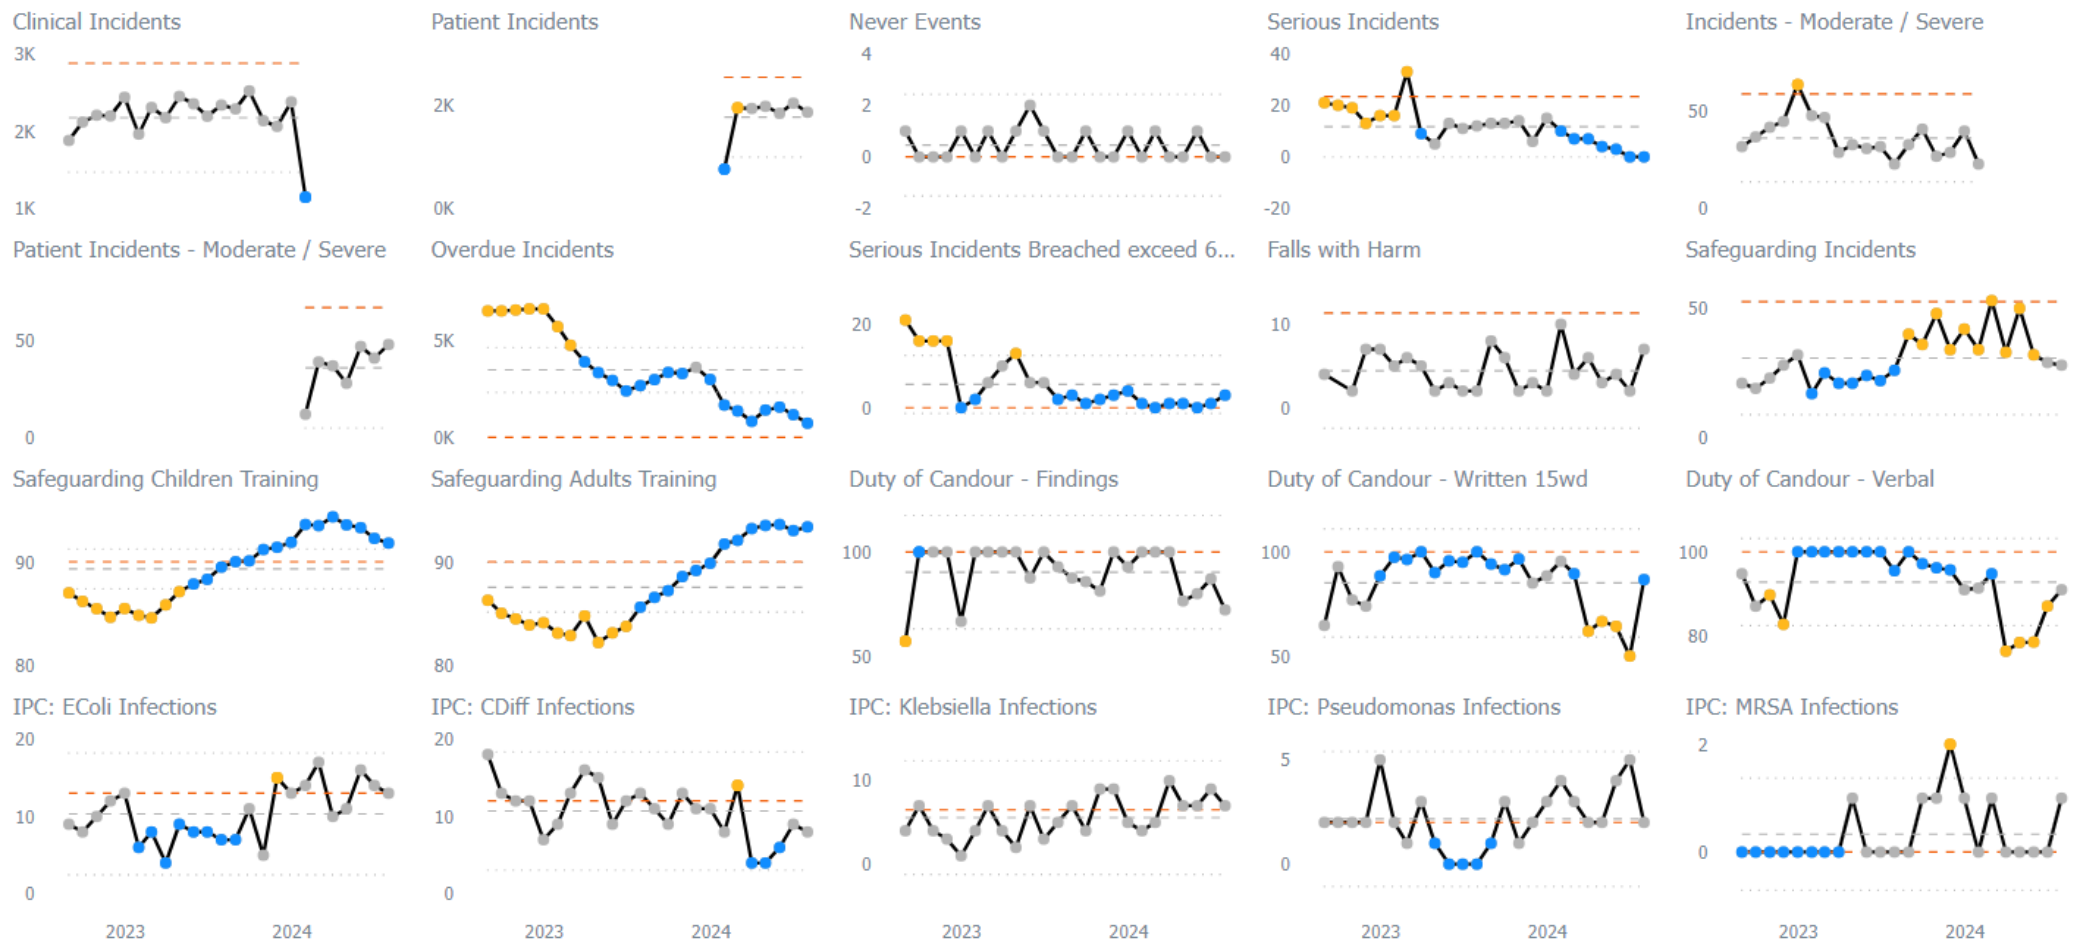 Clinical Incidents
3K
2K
1K
Patient Incidents
2K
0K
Never Events
4
2
0
-2
Serious Incidents
40
20
0
-20
Incidents - Moderate / Severe
50
0
Patient Incidents - Moderate / Severe
50
0
Overdue Incidents
5K
0K
Serious Incidents Breached exceed 6...
20
0
Falls with Harm
10
0
Safeguarding Incidents
50
0
Safeguarding Children Training
90
80
Safeguarding Adults Training
90
80
Duty of Candour - Findings
100
50
Duty of Candour - Written 15wd
100
50
Duty of Candour - Verbal
100
80
IPC: EColi Infections
20
10
0
2023 2024
IPC: CDiff Infections
20
10
0
2023 2024
IPC: Klebsiella Infections
10
0
2023 2024
IPC: Pseudomonas Infections
5
0
2023 2024
IPC: MRSA Infections
2
0
2023 2024